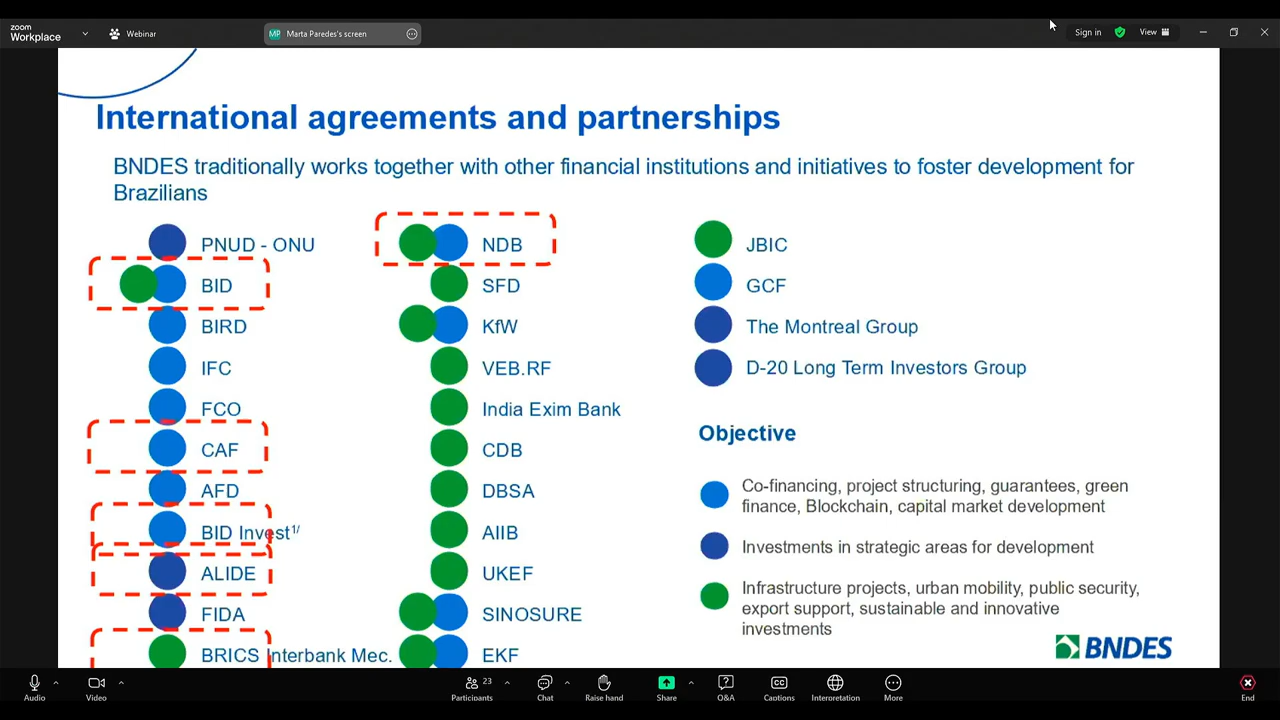 zoom
Workplace
Webinar
MP Marta Paredes's screen
Sign in
View
International agreements and partnerships
BNDES traditionally works together with other financial institutions and initiatives to foster development for
Brazilians
PNUD - ONU
BID
BIRD
IFC
FCO
CAF
AFD
BID Invest1/
ALIDE
FIDA
BRICS Interbank Mec.
NDB
SFD
KfW
VEB.RF
India Exim Bank
CDB
DBSA
AIIB
UKEF
SINOSURE
EKF
JBIC
GCF
The Montreal Group
D-20 Long Term Investors Group
Objective
Co-financing, project structuring, guarantees, green
finance, Blockchain, capital market development
Investments in strategic areas for development
Infrastructure projects, urban mobility, public security,
export support, sustainable and innovative
investments
BNDES
Audio
Video
Participants
23
Chat
Raise hand
Share
Q&A
CC
Captions
Interpretation
More
End